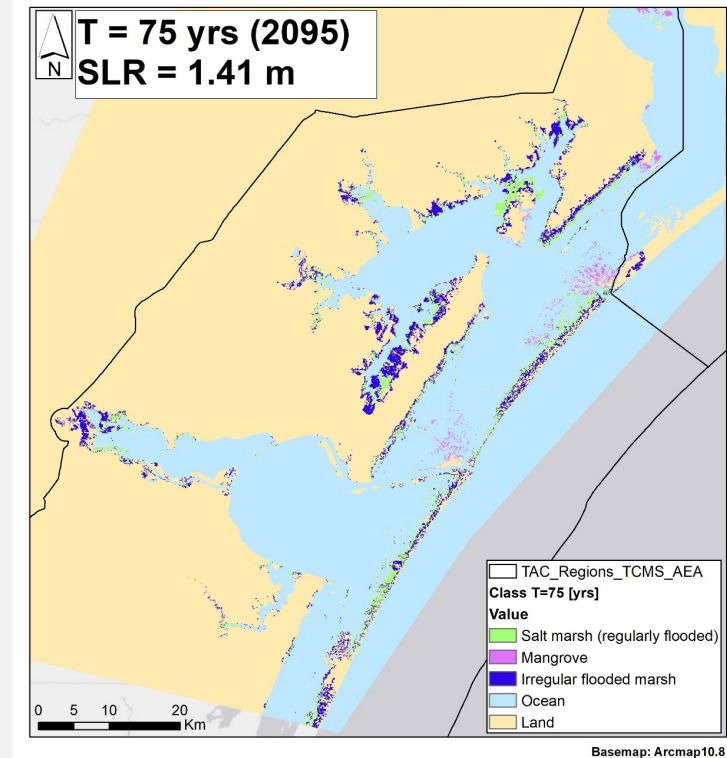 T = 75 yrs (2095)
SLR = 1.41 m
N
TAC_Regions_TCMS_AEA
Class T=75 [yrs]
Value
Salt marsh (regularly flooded)
Mangrove
Irregular flooded marsh
Ocean
Land
0 5 10 20
Km
Basemap: Arcmap10.8